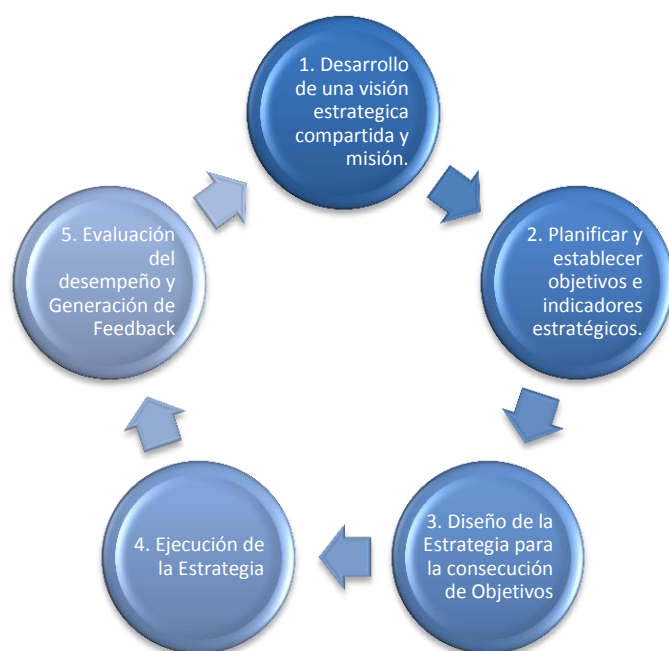 1. Desarrollo
de una visión
estrategica
compartida y
misión.
2. Planificar y
establecer
objetivos e
indicadores
estratégicos.
3. Diseño de la
Estrategia para
la consecución
de Objetivos
4. Ejecución de
la Estrategia
5. Evaluación
del
desempeño y
Generación de
Feedback